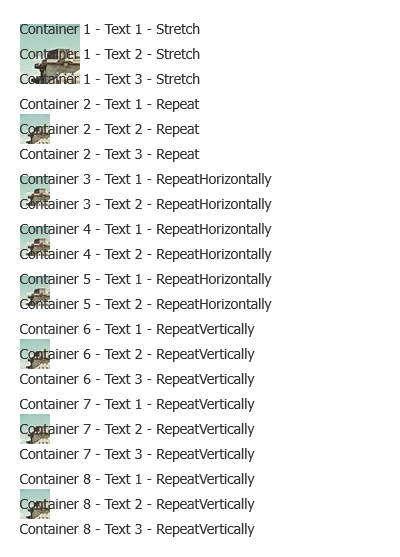 Container 1 - Text 1 - Stretch
Container 1 - Text 2 - Stretch
Container 1 - Text 3 - Stretch
Container 2 - Text 1 - Repeat
Container 2 - Text 2 - Repeat
Container 2 - Text 3 - Repeat
Container 3 - Text 1 - RepeatHorizontally
Container 3 - Text 2 - RepeatHorizontally
Container 4 - Text 1 - RepeatHorizontally
Container 4 - Text 2 - RepeatHorizontally
Container 5 - Text 1 - RepeatHorizontally
Container 5 - Text 2 - RepeatHorizontally
Container 6 - Text 1 - RepeatVertically
Container 6 - Text 2 - RepeatVertically
Container 6 - Text 3 - RepeatVertically
Container 7 - Text 1 - RepeatVertically
Container 7 - Text 2 - RepeatVertically
Container 7 - Text 3 - RepeatVertically
Container 8 - Text 1 - RepeatVertically
Container 8 - Text 2 - RepeatVertically
Container 8 - Text 3 - RepeatVertically